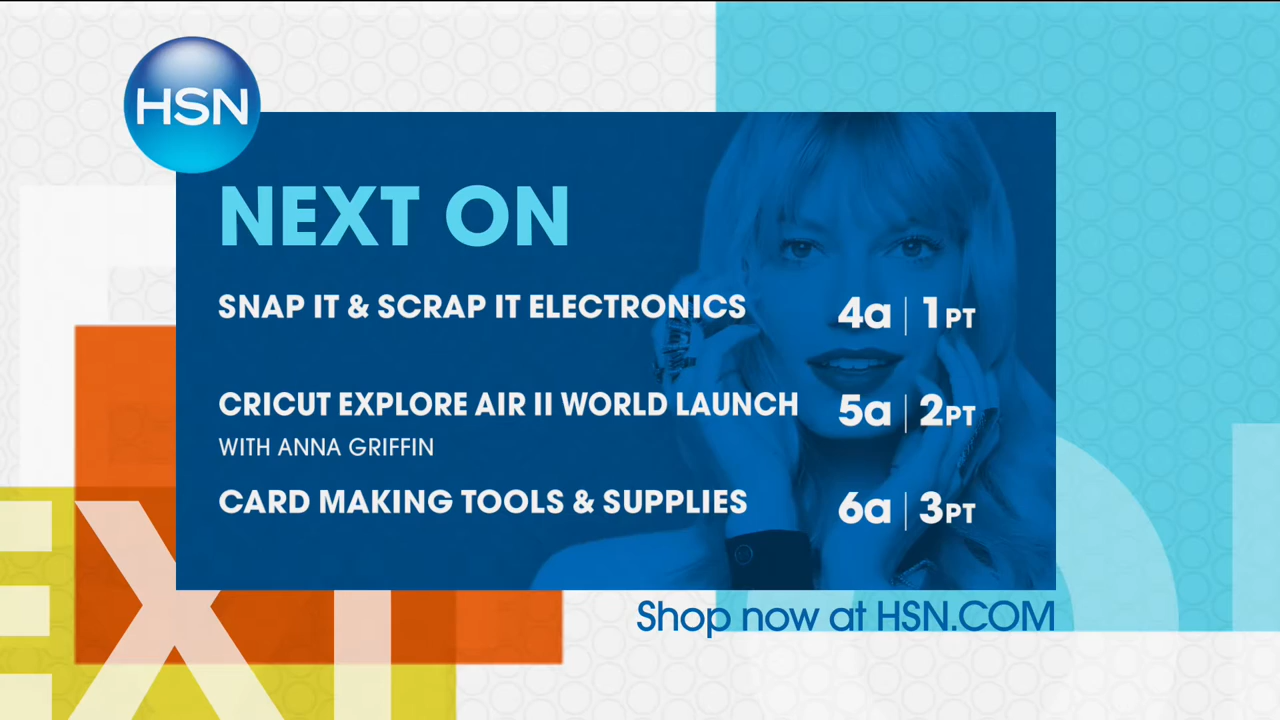 HSN
NEXT ON
SNAP IT & SCRAP IT ELECTRONICS 4a | 1PT
CRICUT EXPLORE AIR II WORLD LAUNCH 5a | 2PT
WITH ANNA GRIFFIN
CARD MAKING TOOLS & SUPPLIES 6a | 3PT
Shop now at HSN.COM